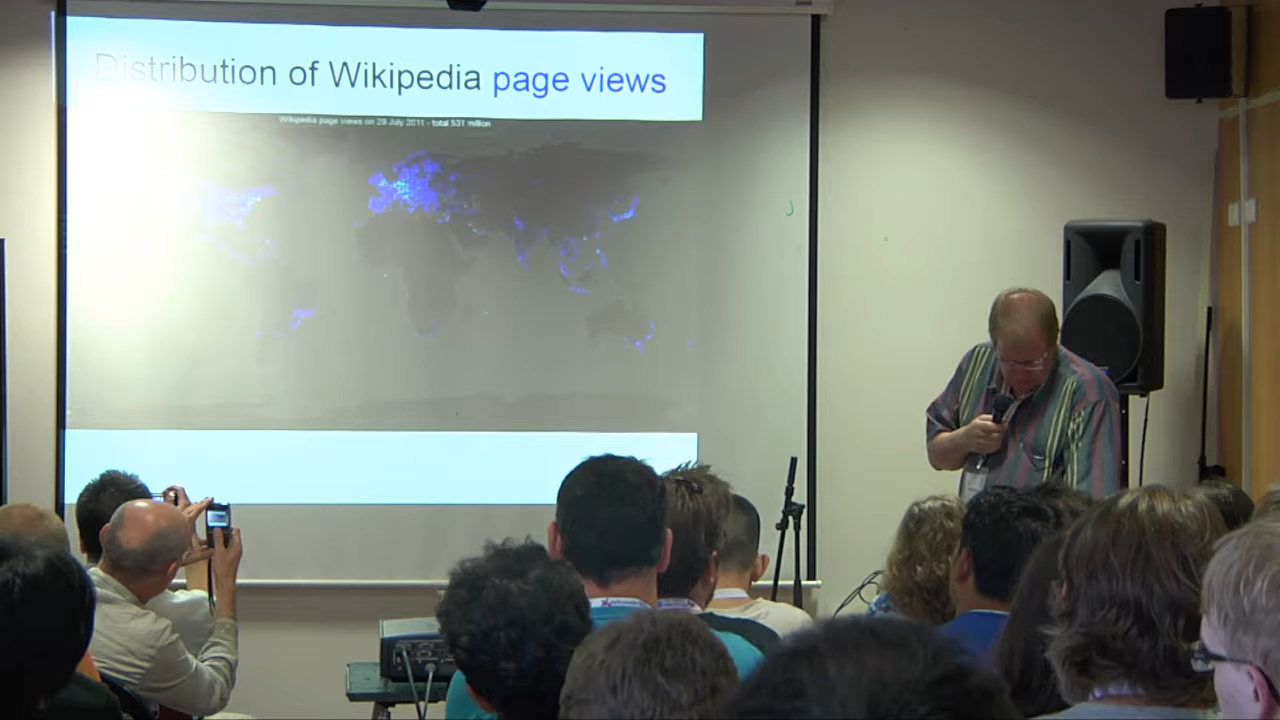 Distribution of Wikipedia page views
Wikipedia page views on 29 July 2011 - total 531 million